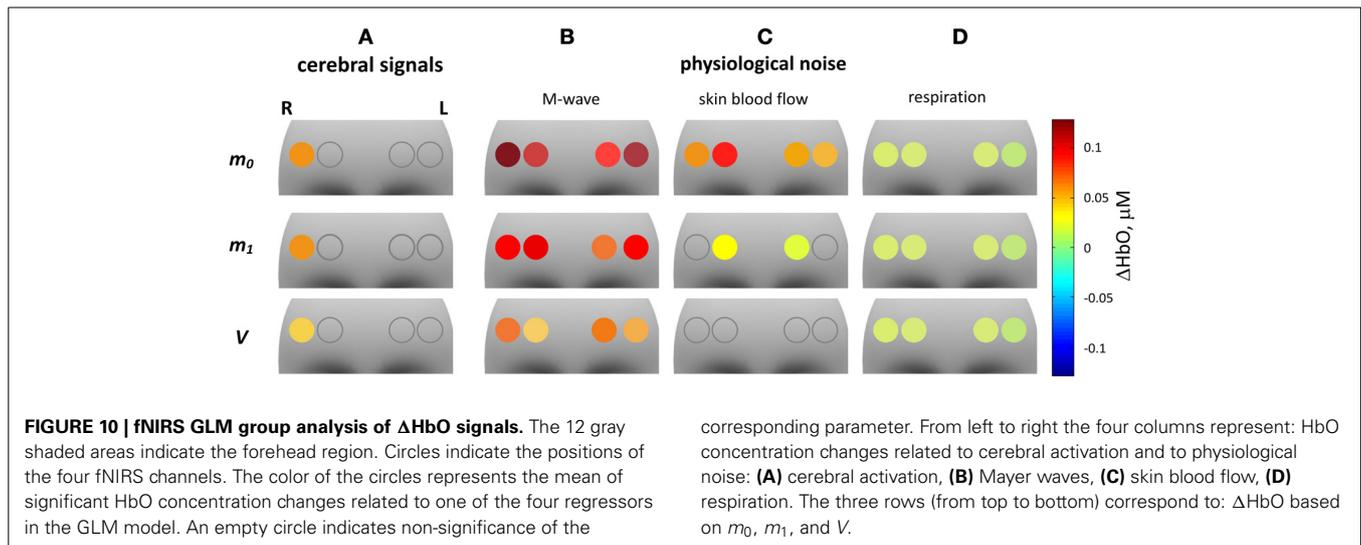 A
B
C
D
cerebral signals
physiological noise
M-wave
skin blood flow
respiration
R
L
m0
m1
V
0.1
0.05
0
-0.05
-0.1
ΔHbO, μM
FIGURE 10 | fNIRS GLM group analysis of ΔHbO signals. The 12 gray
shaded areas indicate the forehead region. Circles indicate the positions of
the four fNIRS channels. The color of the circles represents the mean of
significant HbO concentration changes related to one of the four regressors
in the GLM model. An empty circle indicates non-significance of the
corresponding parameter. From left to right the four columns represent: HbO
concentration changes related to cerebral activation and to physiological
noise: (A) cerebral activation, (B) Mayer waves, (C) skin blood flow, (D)
respiration. The three rows (from top to bottom) correspond to: ΔHbO based
on m0, m1, and V.